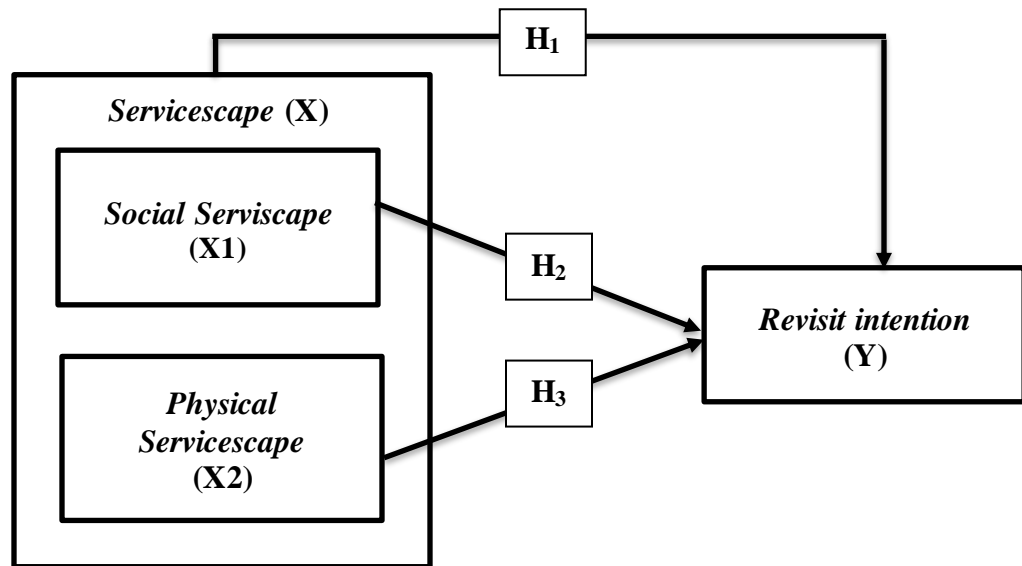 H₁
Servicescape (X)
Social Serviscape
(X1)
H₂
Revisit intention
(Y)
H₃
Physical
Servicescape
(X2)